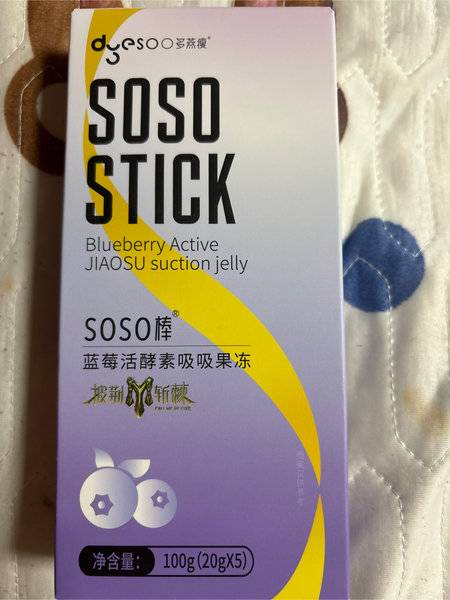 dyesoo 多燕瘦®
SOSO
STICK
Blueberry Active
JIAOSU suction jelly
SOSO棒®
蓝莓活酵素吸吸果冻
披荆斩棘
净含量： 100g(20gX5)